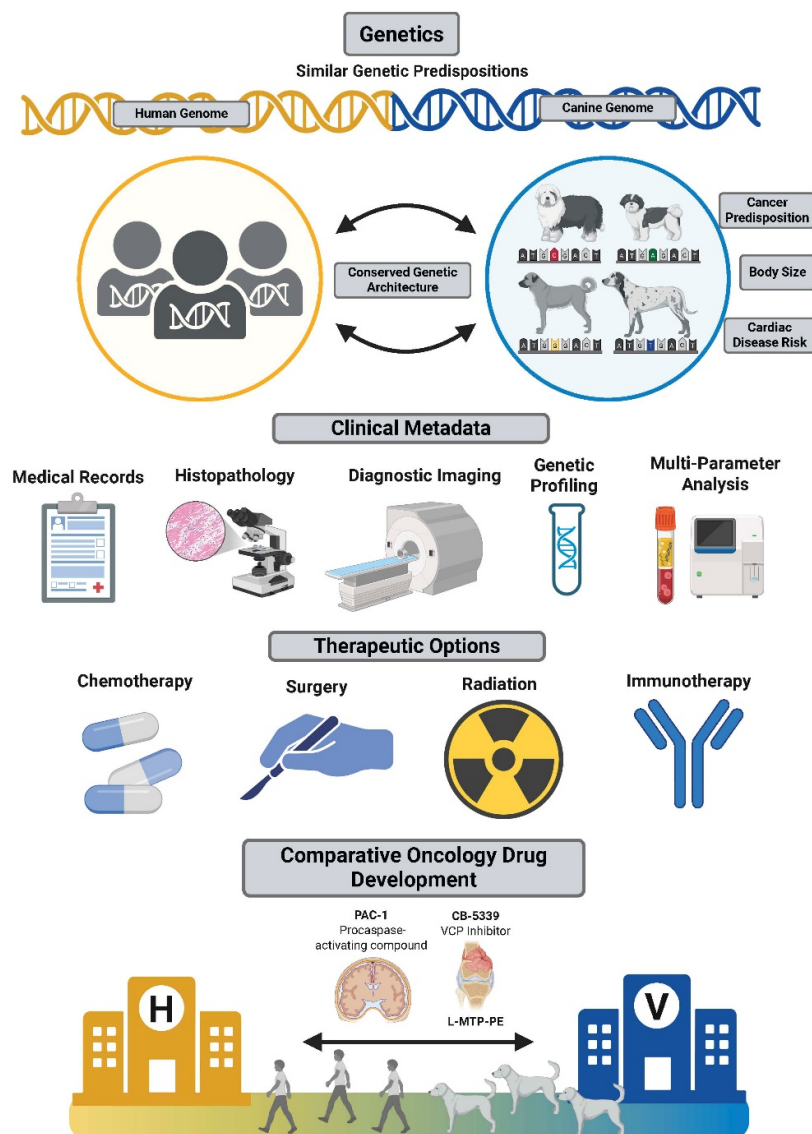 Genetics
Similar Genetic Predispositions
Human Genome
Canine Genome
Cancer
Predisposition
A T G C G A C T
A T G A G A C T
Conserved Genetic
Architecture
Body Size
Cardiac
Disease Risk
A T G G G A C T
A T G T G A C T
Clinical Metadata
Medical Records
Histopathology
Diagnostic Imaging
Genetic
Profiling
Multi-Parameter
Analysis
Therapeutic Options
Chemotherapy
Surgery
Radiation
Immunotherapy
Comparative Oncology Drug
Development
PAC-1
Procaspase-
activating compound
CB-5339
VCP Inhibitor
L-MTP-PE
H
V